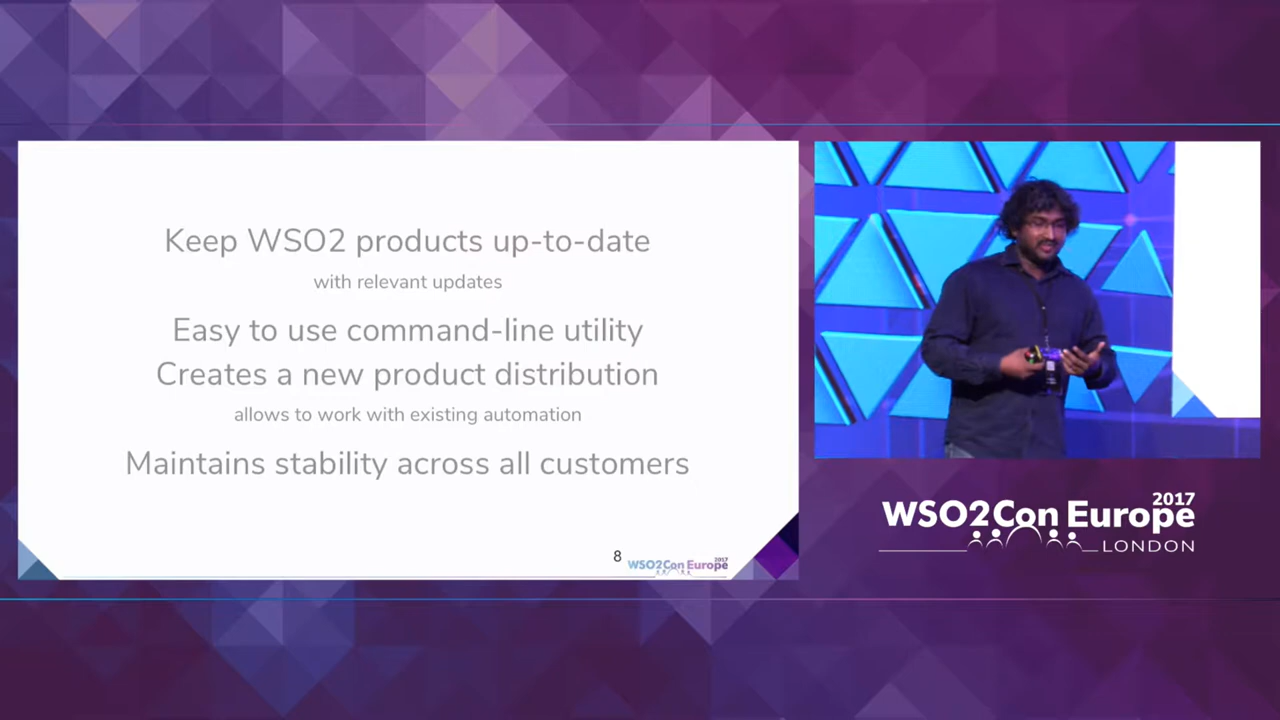 Keep WSO2 products up-to-date
with relevant updates
Easy to use command-line utility
Creates a new product distribution
allows to work with existing automation
Maintains stability across all customers
8
WSO2Con Europe
2017
WSO2Con Europe
2017
LONDON